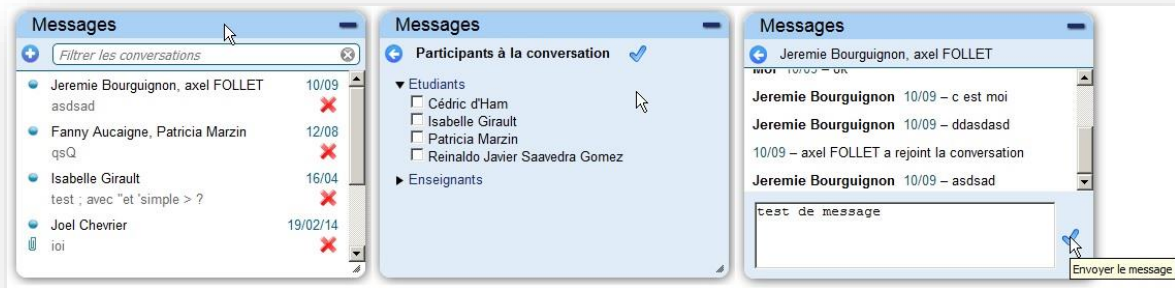 Messages
Filtrer les conversations
Jeremie Bourguignon, axel FOLLET 10/09
asdsad
Fanny Aucaigne, Patricia Marzin 12/08
qsQ
Isabelle Girault 16/04
test ; avec "et 'simple > ?
Joel Chevrier 19/02/14
ioi
Messages
Participants à la conversation
Etudiants
Cédric d'Ham
Isabelle Girault
Patricia Marzin
Reinaldo Javier Saavedra Gomez
Enseignants
Messages
Jeremie Bourguignon, axel FOLLET
Moi 10/09 – ok
Jeremie Bourguignon 10/09 – c est moi
Jeremie Bourguignon 10/09 – ddasdasd
10/09 – axel FOLLET a rejoint la conversation
Jeremie Bourguignon 10/09 – asdsad
test de message
Envoyer le message